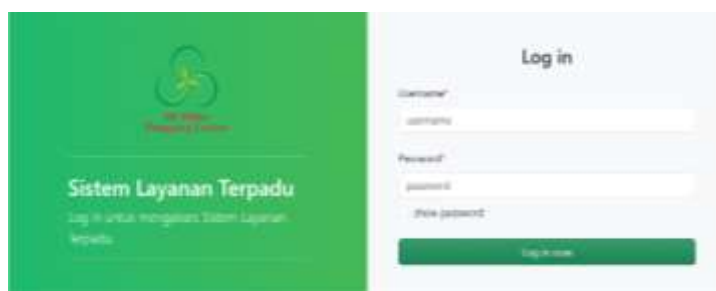 Sistem Layanan Terpadu
Log in untuk mengakses Sistem Layanan
Terpadu
Log in
Username*
username
Password*
password
show password
Log in now